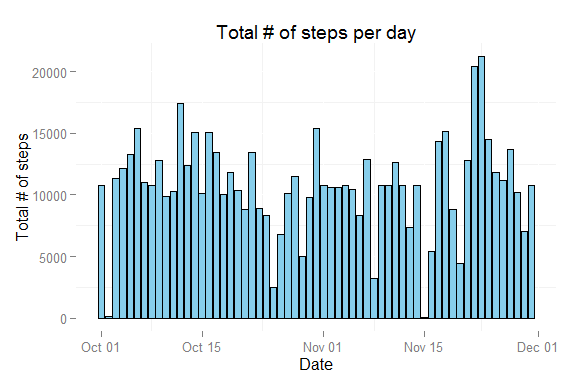 Total # of steps per day
Total # of steps
20000
15000
10000
5000
0
Oct 01 Oct 15 Nov 01 Nov 15 Dec 01
Date